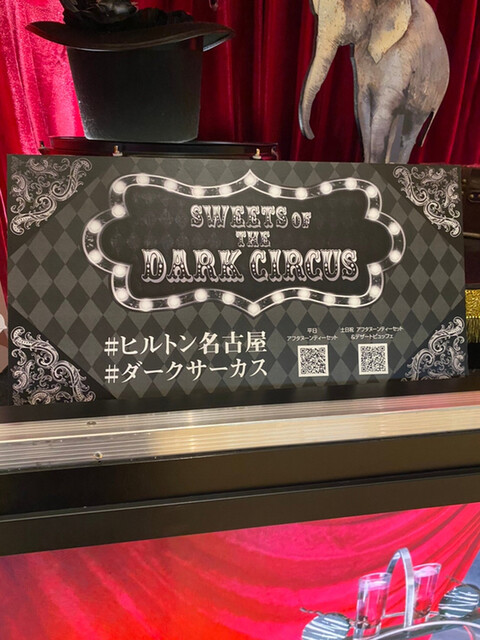 SWEETS OF
THE
DARK CIRCUS
#ヒルトン名古屋
#ダークサーカス
平日
アフタヌーンティーセット
土日祝 アフタヌーンティーセット
&デザートビュッフェ